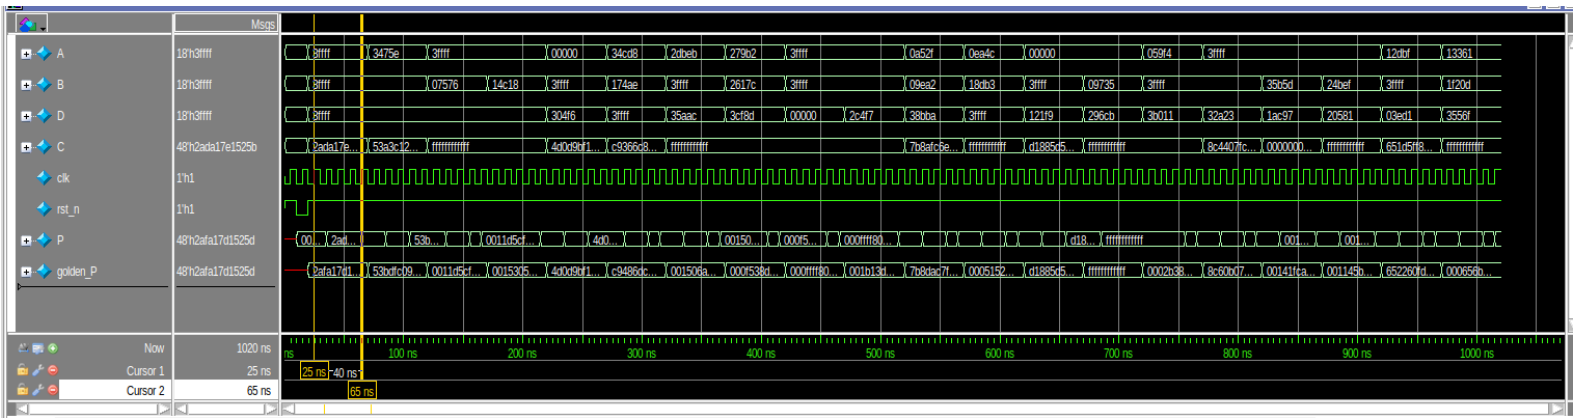 Msgs
A 18'h3ffff 3ffff 3475e 3ffff 00000 34cd8 2dbeb 279b2 3ffff 0a52f 0ea4c 00000 059f4 3ffff 12dbf 13361
B 18'h3ffff 3ffff 07576 14c18 3ffff 174ae 3ffff 2617c 3ffff 09ea2 18db3 3ffff 09735 3ffff 35b5d 24bef 3ffff 1f20d
D 18'h3ffff 3ffff 304f6 3ffff 35aac 3cf8d 00000 2c4f7 38bba 3ffff 121f9 296cb 3b011 32a23 1ac97 20581 03ed1 3556f
C 48'h2ada17e1525b 2ada17e... 53a3c12... ffffffffffff 4d0d9bf1... c9366c8... ffffffffffff 7b8afc6e... ffffffffffff d1885d5... ffffffffffff 8c4407fc... 0000000... ffffffffffff 651d5ff8... ffffffffffff
clk 1'h1
rst_n 1'h1
P 48'h2afa17d1525d 00... 2ad... 53b... 0011d5cf... 4d0... 00150... 000f5... 000ffff80... d18... ffffffffffff 001... 001...
golden_P 48'h2afa17d1525d 2afa17d1... 53bdfc09... 0011d5cf... 0015305... 4d0d9bf1... c9486dc... 001506a... 000f538d... 000ffff80... 001b13d... 7b8dac7f... 0005152... d1885d5... ffffffffffff 0002b38... 8c60b07... 00141fca... 001145b... 652260fd... 000656b...
Now 1020 ns ns 100 ns 200 ns 300 ns 400 ns 500 ns 600 ns 700 ns 800 ns 900 ns 1000 ns
Cursor 1 25 ns 25 ns 40 ns
Cursor 2 65 ns 65 ns